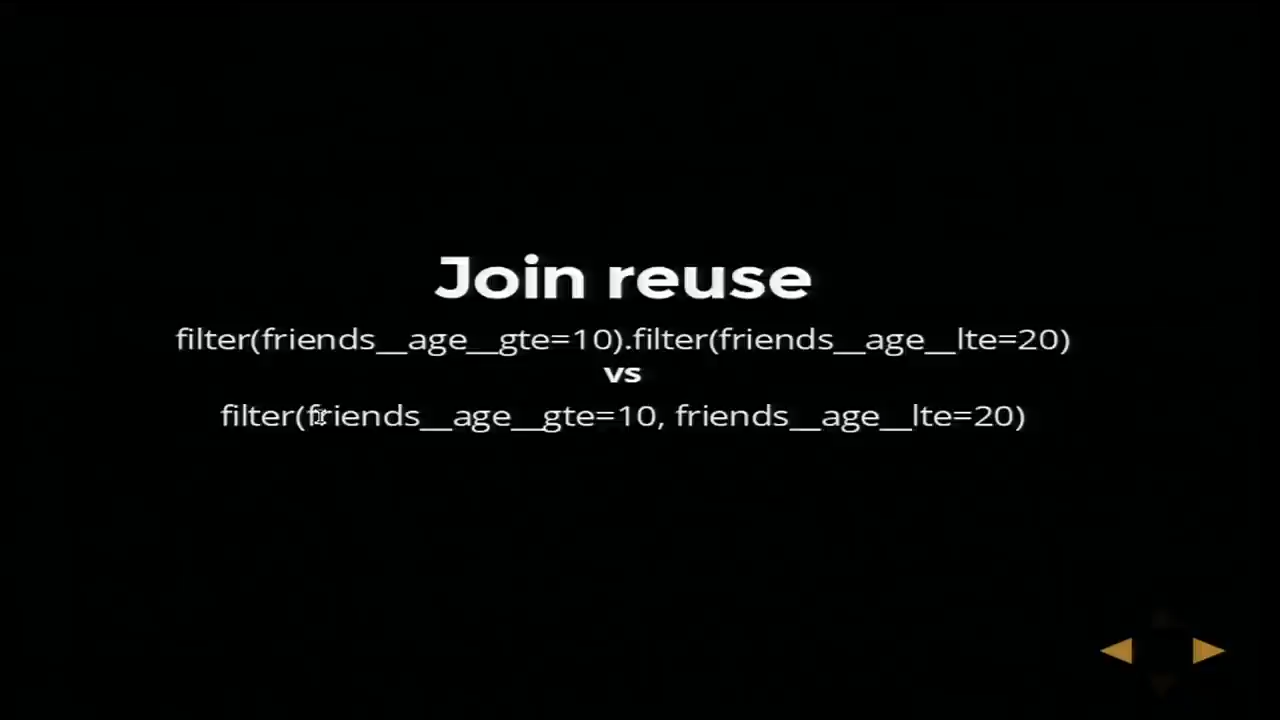 Join reuse
filter(friends__age__gte=10).filter(friends__age__lte=20)
vs
filter(friends__age__gte=10, friends__age__lte=20)